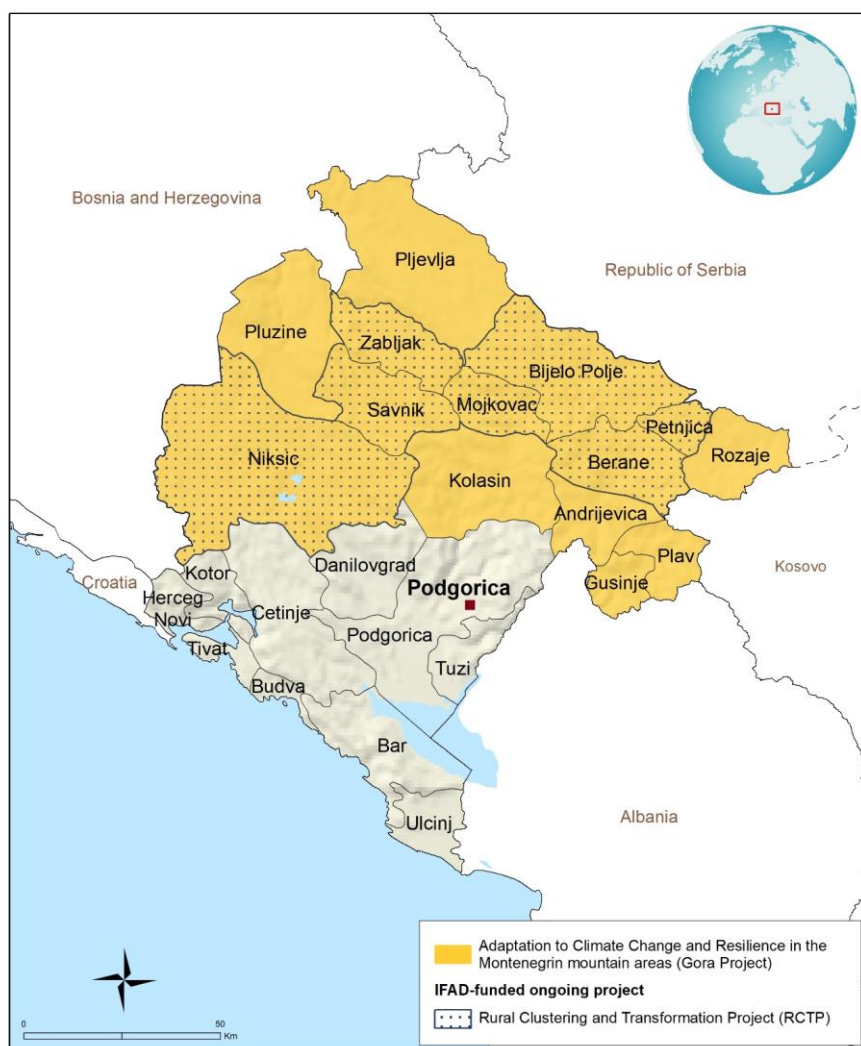 Bosnia and Herzegovina
Pljevlja
Republic of Serbia
Pluzine
Zabljak
Bijelo Polje
Savnik
Mojkovac
Petnjica
Niksic
Berane
Rozaje
Kolasin
Andrijevica
Plav
Kosovo
Gusinje
Danilovgrad
Kotor
Croatia
Podgorica
Herceg
Novi
Cetinje
Podgorica
Tivat
Tuzi
Budva
Bar
Albania
Ulcinj
Adaptation to Climate Change and Resilience in the
Montenegrin mountain areas (Gora Project)
IFAD-funded ongoing project
Rural Clustering and Transformation Project (RCTP)
0 50
Km